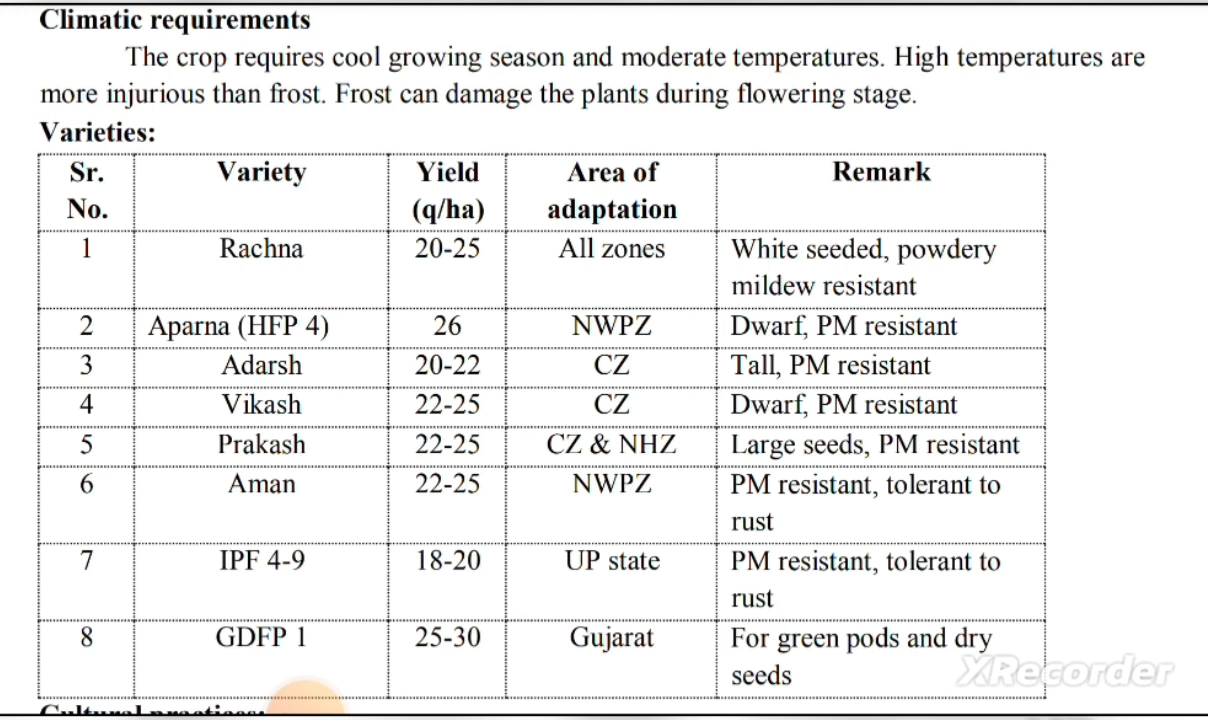 Climatic requirements
The crop requires cool growing season and moderate temperatures. High temperatures are
more injurious than frost. Frost can damage the plants during flowering stage.
Varieties:
Sr. No. Variety Yield (q/ha) Area of adaptation Remark
1 Rachna 20-25 All zones White seeded, powdery
mildew resistant
2 Aparna (HFP 4) 26 NWPZ Dwarf, PM resistant
3 Adarsh 20-22 CZ Tall, PM resistant
4 Vikash 22-25 CZ Dwarf, PM resistant
5 Prakash 22-25 CZ & NHZ Large seeds, PM resistant
6 Aman 22-25 NWPZ PM resistant, tolerant to
rust
7 IPF 4-9 18-20 UP state PM resistant, tolerant to
rust
8 GDFP 1 25-30 Gujarat For green pods and dry
seeds
XRecorder
Cultural practices: